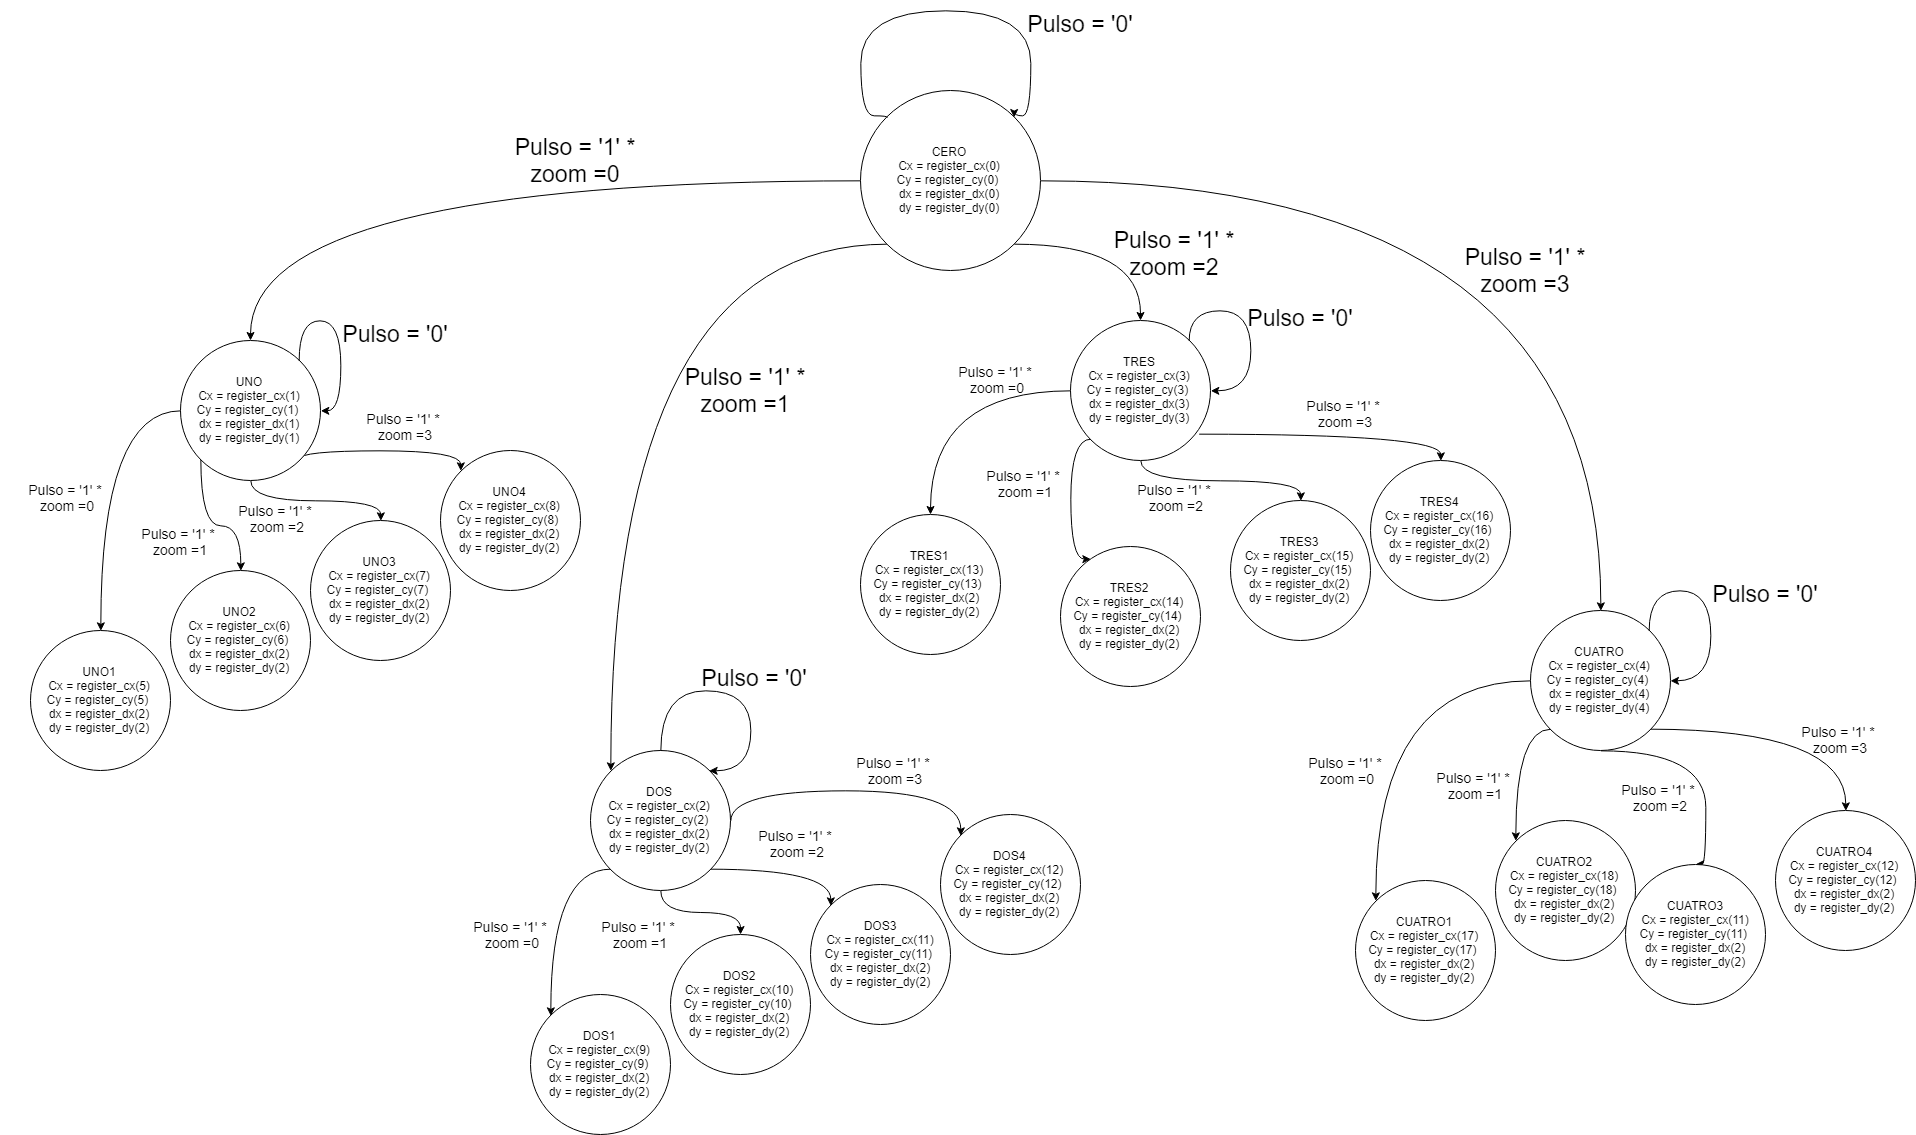 Pulso = '0'
Pulso = '1' *
zoom =0
CERO
Cx = register_cx(0)
Cy = register_cy(0)
dx = register_dx(0)
dy = register_dy(0)
Pulso = '1' *
zoom =2
Pulso = '1' *
zoom =3
Pulso = '1' *
zoom =1
Pulso = '0'
UNO
Cx = register_cx(1)
Cy = register_cy(1)
dx = register_dx(1)
dy = register_dy(1)
Pulso = '1' *
zoom =3
Pulso = '1' *
zoom =0
Pulso = '1' *
zoom =1
Pulso = '1' *
zoom =2
UNO4
Cx = register_cx(8)
Cy = register_cy(8)
dx = register_dx(2)
dy = register_dy(2)
UNO3
Cx = register_cx(7)
Cy = register_cy(7)
dx = register_dx(2)
dy = register_dy(2)
UNO2
Cx = register_cx(6)
Cy = register_cy(6)
dx = register_dx(2)
dy = register_dy(2)
UNO1
Cx = register_cx(5)
Cy = register_cy(5)
dx = register_dx(2)
dy = register_dy(2)
Pulso = '0'
TRES
Cx = register_cx(3)
Cy = register_cy(3)
dx = register_dx(3)
dy = register_dy(3)
Pulso = '1' *
zoom =0
Pulso = '1' *
zoom =3
Pulso = '1' *
zoom =1
Pulso = '1' *
zoom =2
TRES4
Cx = register_cx(16)
Cy = register_cy(16)
dx = register_dx(2)
dy = register_dy(2)
TRES1
Cx = register_cx(13)
Cy = register_cy(13)
dx = register_dx(2)
dy = register_dy(2)
TRES3
Cx = register_cx(15)
Cy = register_cy(15)
dx = register_dx(2)
dy = register_dy(2)
TRES2
Cx = register_cx(14)
Cy = register_cy(14)
dx = register_dx(2)
dy = register_dy(2)
Pulso = '0'
DOS
Cx = register_cx(2)
Cy = register_cy(2)
dx = register_dx(2)
dy = register_dy(2)
Pulso = '1' *
zoom =3
Pulso = '1' *
zoom =2
Pulso = '1' *
zoom =0
Pulso = '1' *
zoom =1
DOS4
Cx = register_cx(12)
Cy = register_cy(12)
dx = register_dx(2)
dy = register_dy(2)
DOS3
Cx = register_cx(11)
Cy = register_cy(11)
dx = register_dx(2)
dy = register_dy(2)
DOS2
Cx = register_cx(10)
Cy = register_cy(10)
dx = register_dx(2)
dy = register_dy(2)
DOS1
Cx = register_cx(9)
Cy = register_cy(9)
dx = register_dx(2)
dy = register_dy(2)
Pulso = '0'
CUATRO
Cx = register_cx(4)
Cy = register_cy(4)
dx = register_dx(4)
dy = register_dy(4)
Pulso = '1' *
zoom =3
Pulso = '1' *
zoom =0
Pulso = '1' *
zoom =1
Pulso = '1' *
zoom =2
CUATRO4
Cx = register_cx(12)
Cy = register_cy(12)
dx = register_dx(2)
dy = register_dy(2)
CUATRO2
Cx = register_cx(18)
Cy = register_cy(18)
dx = register_dx(2)
dy = register_dy(2)
CUATRO3
Cx = register_cx(11)
Cy = register_cy(11)
dx = register_dx(2)
dy = register_dy(2)
CUATRO1
Cx = register_cx(17)
Cy = register_cy(17)
dx = register_dx(2)
dy = register_dy(2)